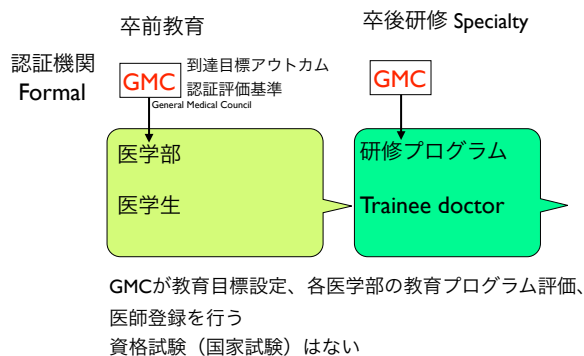 卒前教育
卒後研修 Specialty
認証機関
Formal
GMC
到達目標アウトカム
認証評価基準
General Medical Council
GMC
医学部
医学生
研修プログラム
Trainee doctor
GMCが教育目標設定、各医学部の教育プログラム評価、
医師登録を行う
資格試験（国家試験）はない